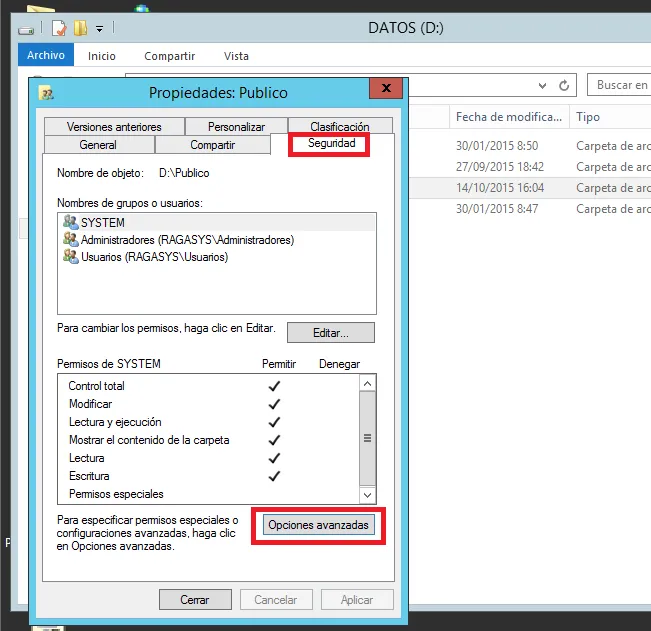 DATOS (D:)
Archivo Inicio Compartir Vista
Propiedades: Publico
Buscar en
Versiones anteriores Personalizar Clasificación
General Compartir Seguridad
Fecha de modifica... Tipo
30/01/2015 8:50 Carpeta de arc
27/09/2015 18:42 Carpeta de arc
14/10/2015 16:04 Carpeta de arc
30/01/2015 8:47 Carpeta de arc
Nombre de objeto: D:\Publico
Nombres de grupos o usuarios:
SYSTEM
Administradores (RAGASYS\Administradores)
Usuarios (RAGASYS\Usuarios)
Para cambiar los permisos, haga clic en Editar.
Editar...
Permisos de SYSTEM Permitir Denegar
Control total
Modificar
Lectura y ejecución
Mostrar el contenido de la carpeta
Lectura
Escritura
Permisos especiales
Para especificar permisos especiales o
configuraciones avanzadas, haga clic
en Opciones avanzadas.
Opciones avanzadas
Cerrar Cancelar Aplicar